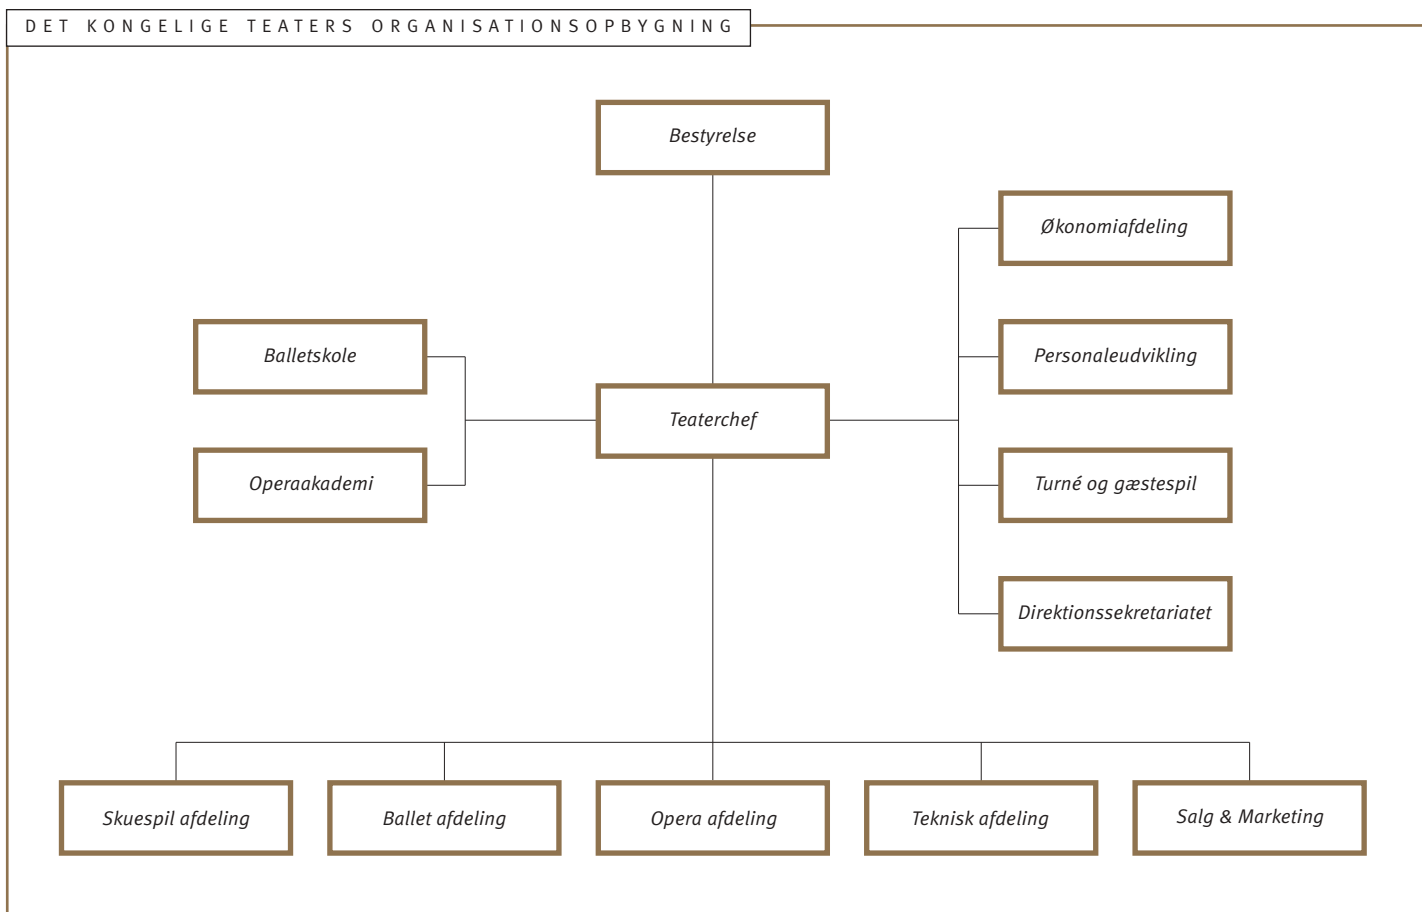 DET KONGELIGE TEATERS ORGANISATIONSOPBYGNING
Bestyrelse
Økonomiafdeling
Balletskole
Personaleudvikling
Teaterchef
Operaakademi
Turné og gæstespil
Direktionssekretariatet
Skuespil afdeling
Ballet afdeling
Opera afdeling
Teknisk afdeling
Salg & Marketing